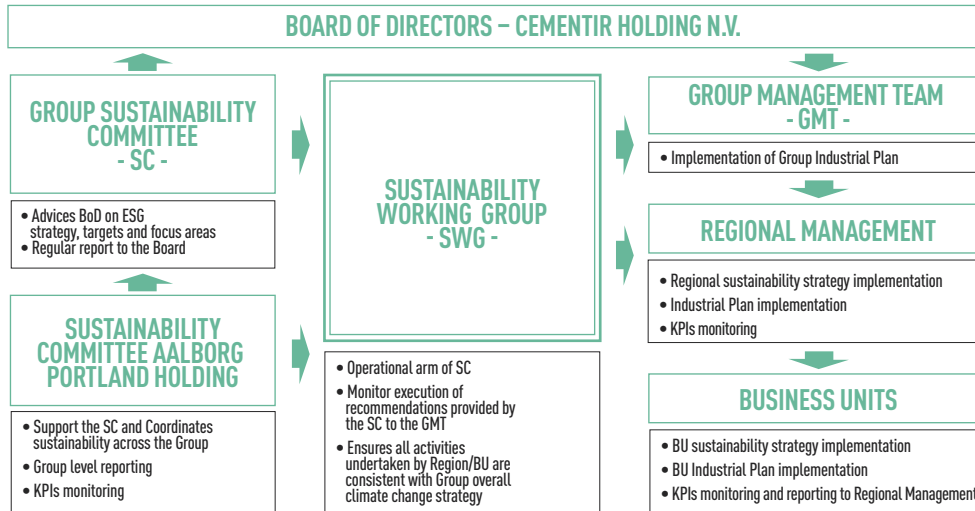 BOARD OF DIRECTORS – CEMENTIR HOLDING N.V.
GROUP SUSTAINABILITY
COMMITTEE
- SC -
• Advices BoD on ESG
strategy, targets and focus areas
• Regular report to the Board
SUSTAINABILITY
COMMITTEE AALBORG
PORTLAND HOLDING
• Support the SC and Coordinates
sustainability across the Group
• Group level reporting
• KPIs monitoring
SUSTAINABILITY
WORKING GROUP
- SWG -
• Operational arm of SC
• Monitor execution of
recommendations provided by
the SC to the GMT
• Ensures all activities
undertaken by Region/BU are
consistent with Group overall
climate change strategy
GROUP MANAGEMENT TEAM
- GMT -
• Implementation of Group Industrial Plan
REGIONAL MANAGEMENT
• Regional sustainability strategy implementation
• Industrial Plan implementation
• KPIs monitoring
BUSINESS UNITS
• BU sustainability strategy implementation
• BU Industrial Plan implementation
• KPIs monitoring and reporting to Regional Management